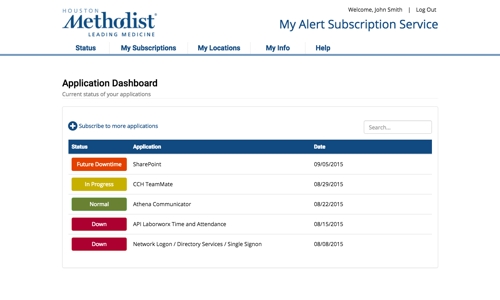 HOUSTON
Methodist
LEADING MEDICINE
Welcome, John Smith | Log Out
My Alert Subscription Service
Status My Subscriptions My Locations My Info Help
Application Dashboard
Current status of your applications
Subscribe to more applications
Search...
Status Application Date
Future Downtime SharePoint 09/05/2015
In Progress CCH TeamMate 08/29/2015
Normal Athena Communicator 08/22/2015
Down API Laborworx Time and Attendance 08/15/2015
Down Network Logon / Directory Services / Single Signon 08/08/2015